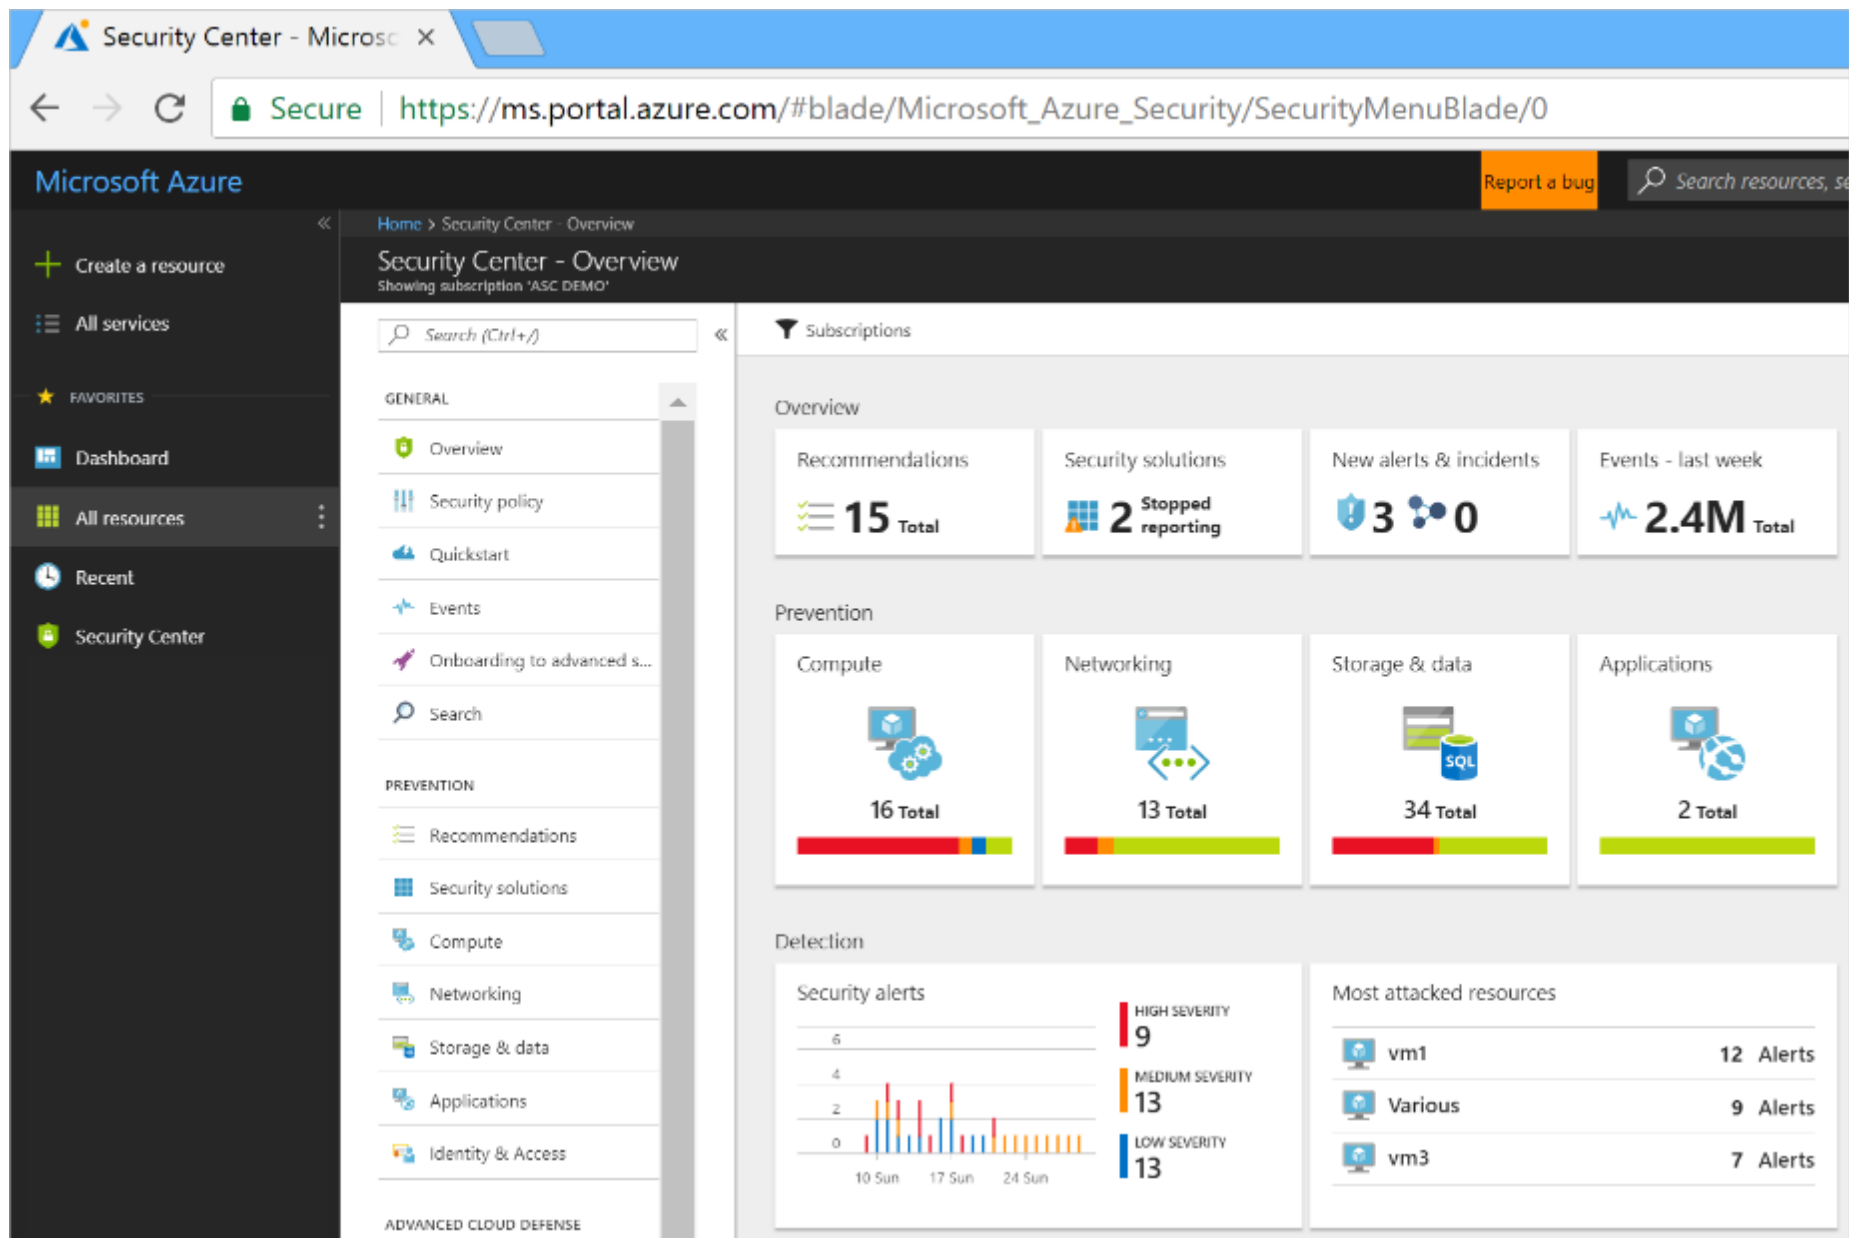 Security Center - Microsc
Secure https://ms.portal.azure.com/#blade/Microsoft_Azure_Security/SecurityMenuBlade/0
Microsoft Azure
Report a bug
Search resources, se
Create a resource
All services
FAVORITES
Dashboard
All resources
Recent
Security Center
Home > Security Center - Overview
Security Center - Overview
Showing subscription 'ASC DEMO'
Search (Ctrl+/)
GENERAL
Overview
Security policy
Quickstart
Events
Onboarding to advanced s...
Search
PREVENTION
Recommendations
Security solutions
Compute
Networking
Storage & data
Applications
Identity & Access
ADVANCED CLOUD DEFENSE
Subscriptions
Overview
Recommendations
15 Total
Security solutions
2 Stopped
reporting
New alerts & incidents
3 0
Events - last week
2.4M Total
Prevention
Compute
16 Total
Networking
13 Total
Storage & data
SQL
34 Total
Applications
2 Total
Detection
Security alerts
6
4
2
0
10 Sun 17 Sun 24 Sun
HIGH SEVERITY
9
MEDIUM SEVERITY
13
LOW SEVERITY
13
Most attacked resources
vm1 12 Alerts
Various 9 Alerts
vm3 7 Alerts